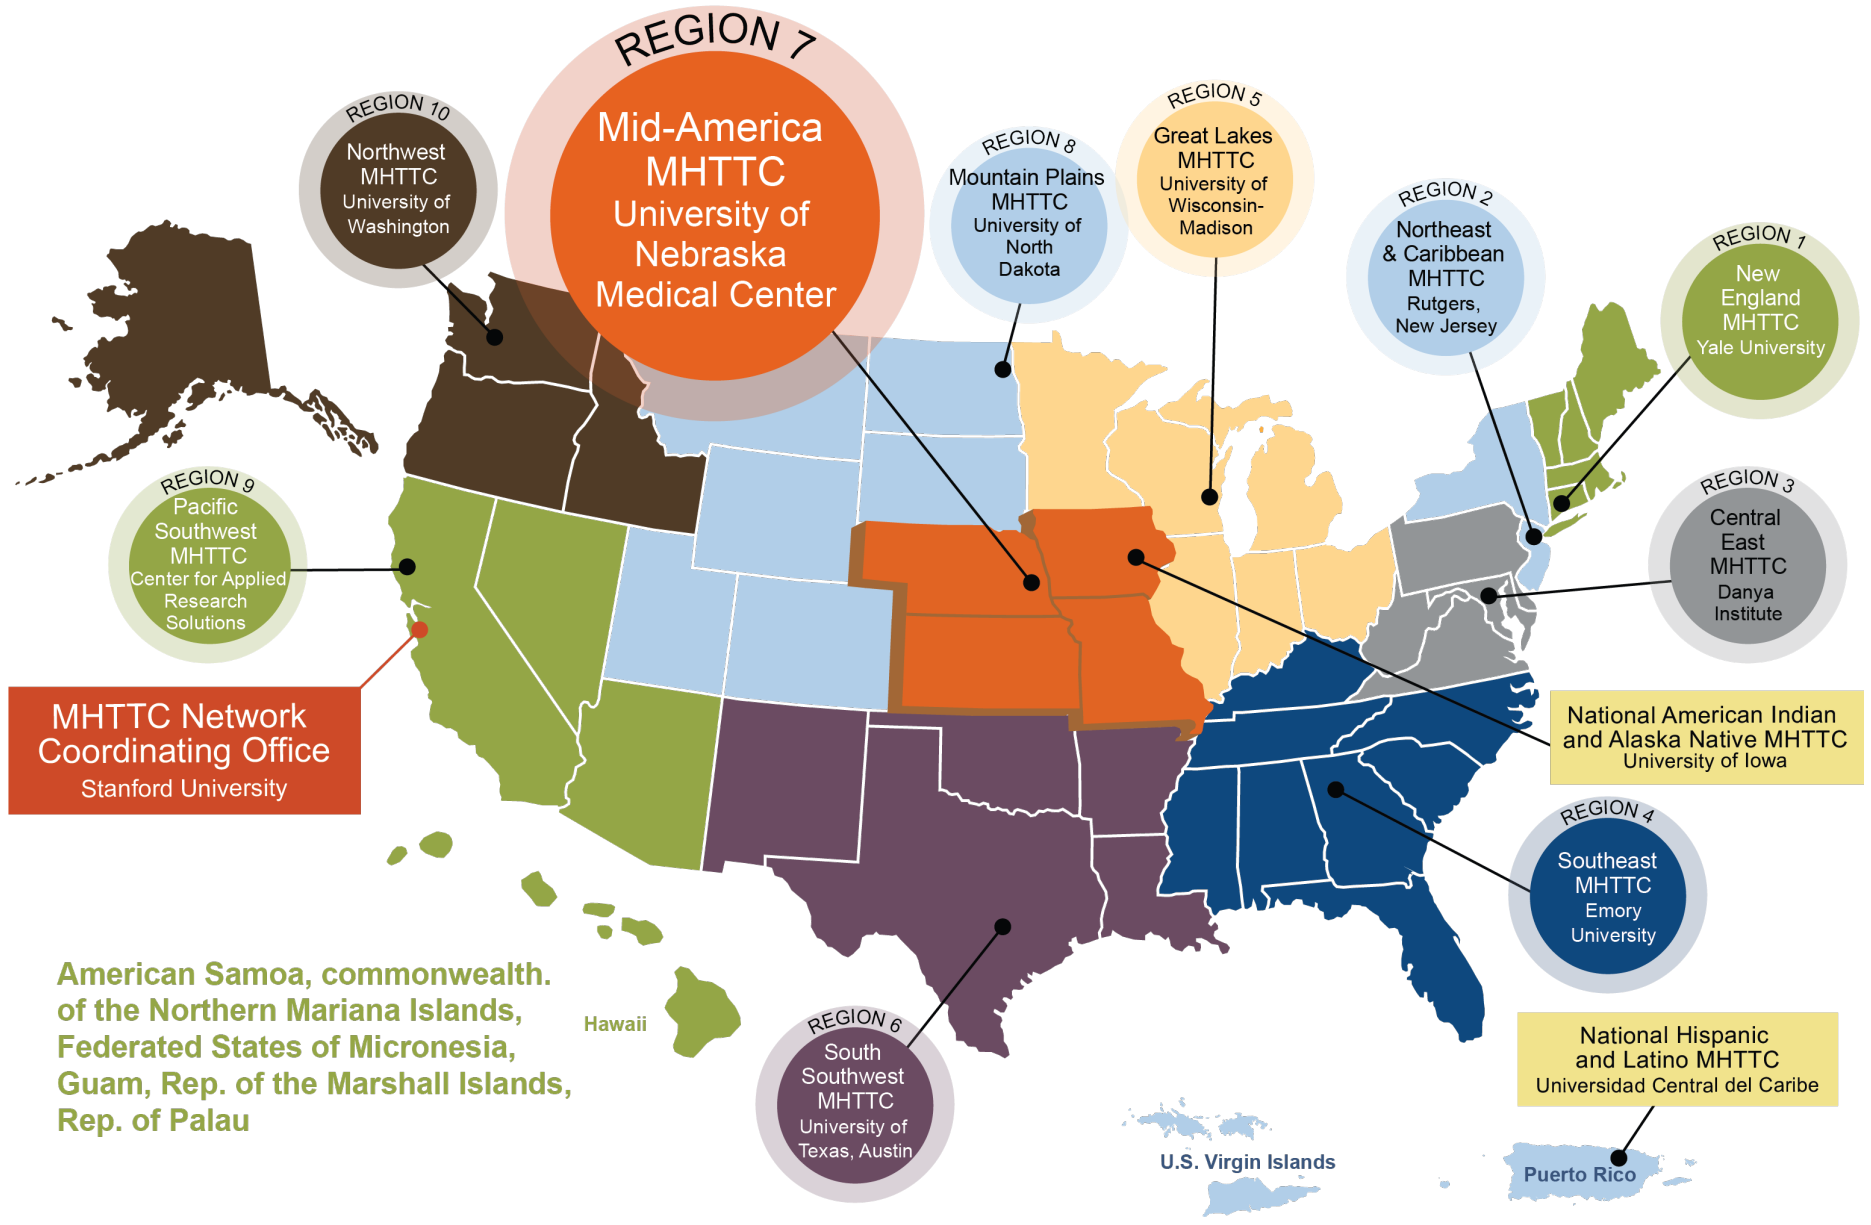 REGION 7
Mid-America
MHTTC
University of
Nebraska
Medical Center
REGION 10
Northwest
MHTTC
University of
Washington
REGION 8
Mountain Plains
MHTTC
University of
North
Dakota
REGION 5
Great Lakes
MHTTC
University of
Wisconsin-
Madison
REGION 2
Northeast
& Caribbean
MHTTC
Rutgers,
New Jersey
REGION 1
New
England
MHTTC
Yale University
REGION 9
Pacific
Southwest
MHTTC
Center for Applied
Research
Solutions
REGION 3
Central
East
MHTTC
Danya
Institute
MHTTC Network
Coordinating Office
Stanford University
National American Indian
and Alaska Native MHTTC
University of Iowa
REGION 4
Southeast
MHTTC
Emory
University
American Samoa, commonwealth.
of the Northern Mariana Islands,
Federated States of Micronesia,
Guam, Rep. of the Marshall Islands,
Rep. of Palau
Hawaii
REGION 6
South
Southwest
MHTTC
University of
Texas, Austin
National Hispanic
and Latino MHTTC
Universidad Central del Caribe
U.S. Virgin Islands
Puerto Rico